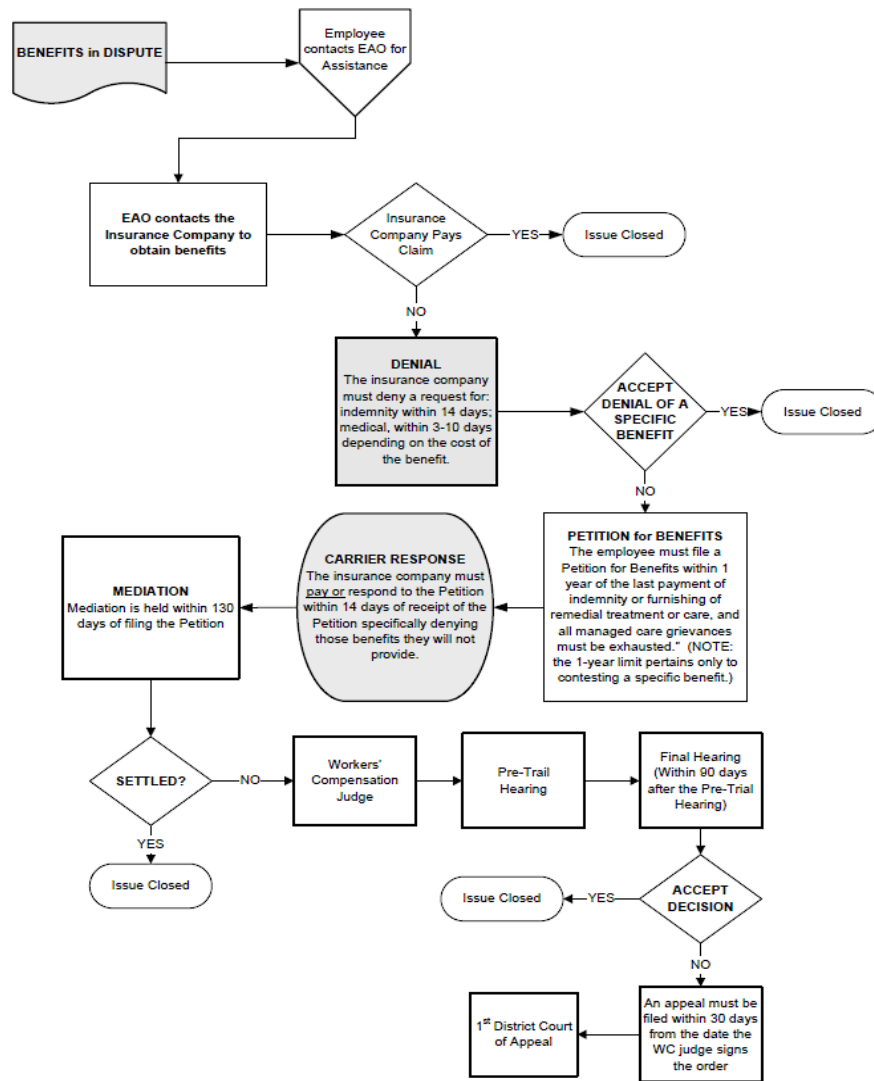 BENEFITS in DISPUTE
Employee
contacts EAO for
Assistance
EAO contacts the
Insurance Company to
obtain benefits
Insurance
Company Pays
Claim
YES
Issue Closed
NO
DENIAL
The insurance company
must deny a request for:
indemnity within 14 days;
medical, within 3-10 days
depending on the cost of
the benefit.
ACCEPT
DENIAL OF A
SPECIFIC
BENEFIT
YES
Issue Closed
NO
PETITION for BENEFITS
The employee must file a
Petition for Benefits within 1
year of the last payment of
indemnity or furnishing of
remedial treatment or care, and
all managed care grievances
must be exhausted." (NOTE:
the 1-year limit pertains only to
contesting a specific benefit.)
CARRIER RESPONSE
The insurance company must
pay or respond to the Petition
within 14 days of receipt of the
Petition specifically denying
those benefits they will not
provide.
MEDIATION
Mediation is held within 130
days of filing the Petition
SETTLED?
NO
YES
Issue Closed
Workers'
Compensation
Judge
Pre-Trail
Hearing
Final Hearing
(Within 90 days
after the Pre-Trial
Hearing)
ACCEPT
DECISION
YES
Issue Closed
NO
An appeal must be
filed within 30 days
from the date the
WC judge signs
the order
1st District Court
of Appeal